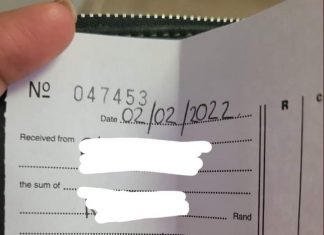 No 047453 R C
Date 02/02/2022
Received from
the sum of
Rand